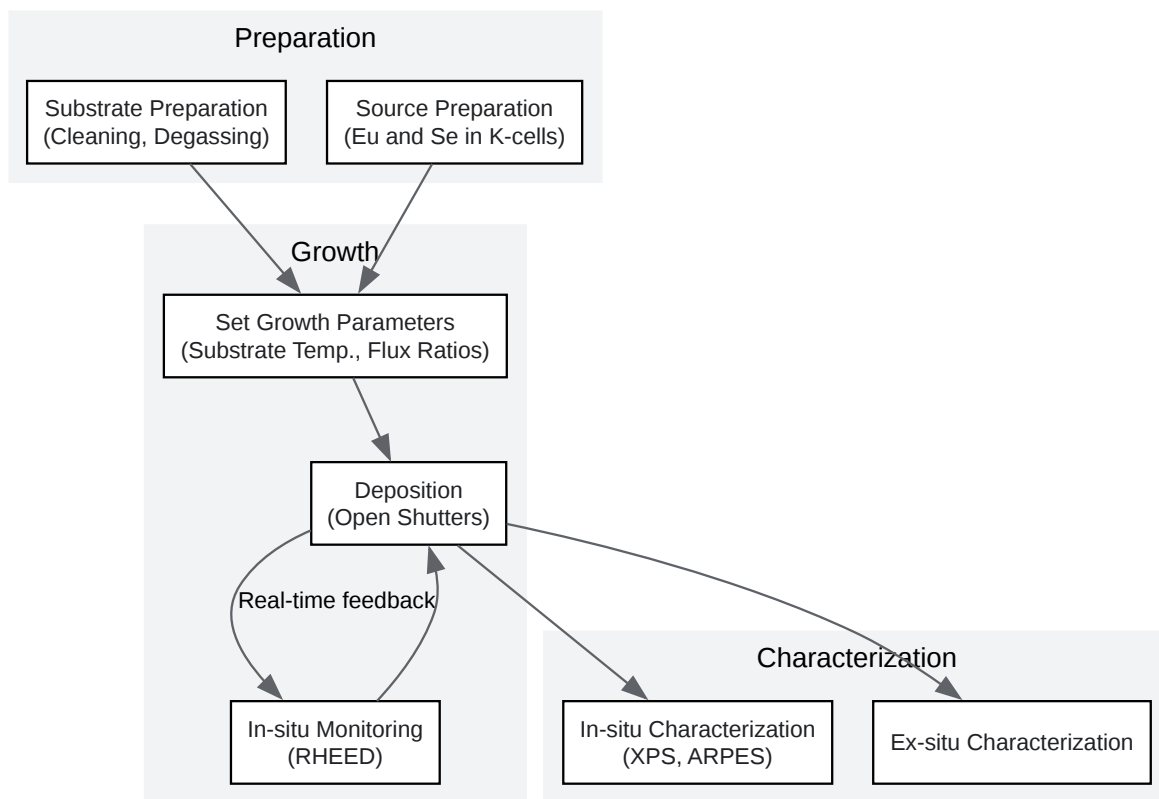 Preparation
Substrate Preparation
(Cleaning, Degassing)
Source Preparation
(Eu and Se in K-cells)
Growth
Set Growth Parameters
(Substrate Temp., Flux Ratios)
Deposition
(Open Shutters)
Real-time feedback
In-situ Monitoring
(RHEED)
Characterization
In-situ Characterization
(XPS, ARPES)
Ex-situ Characterization